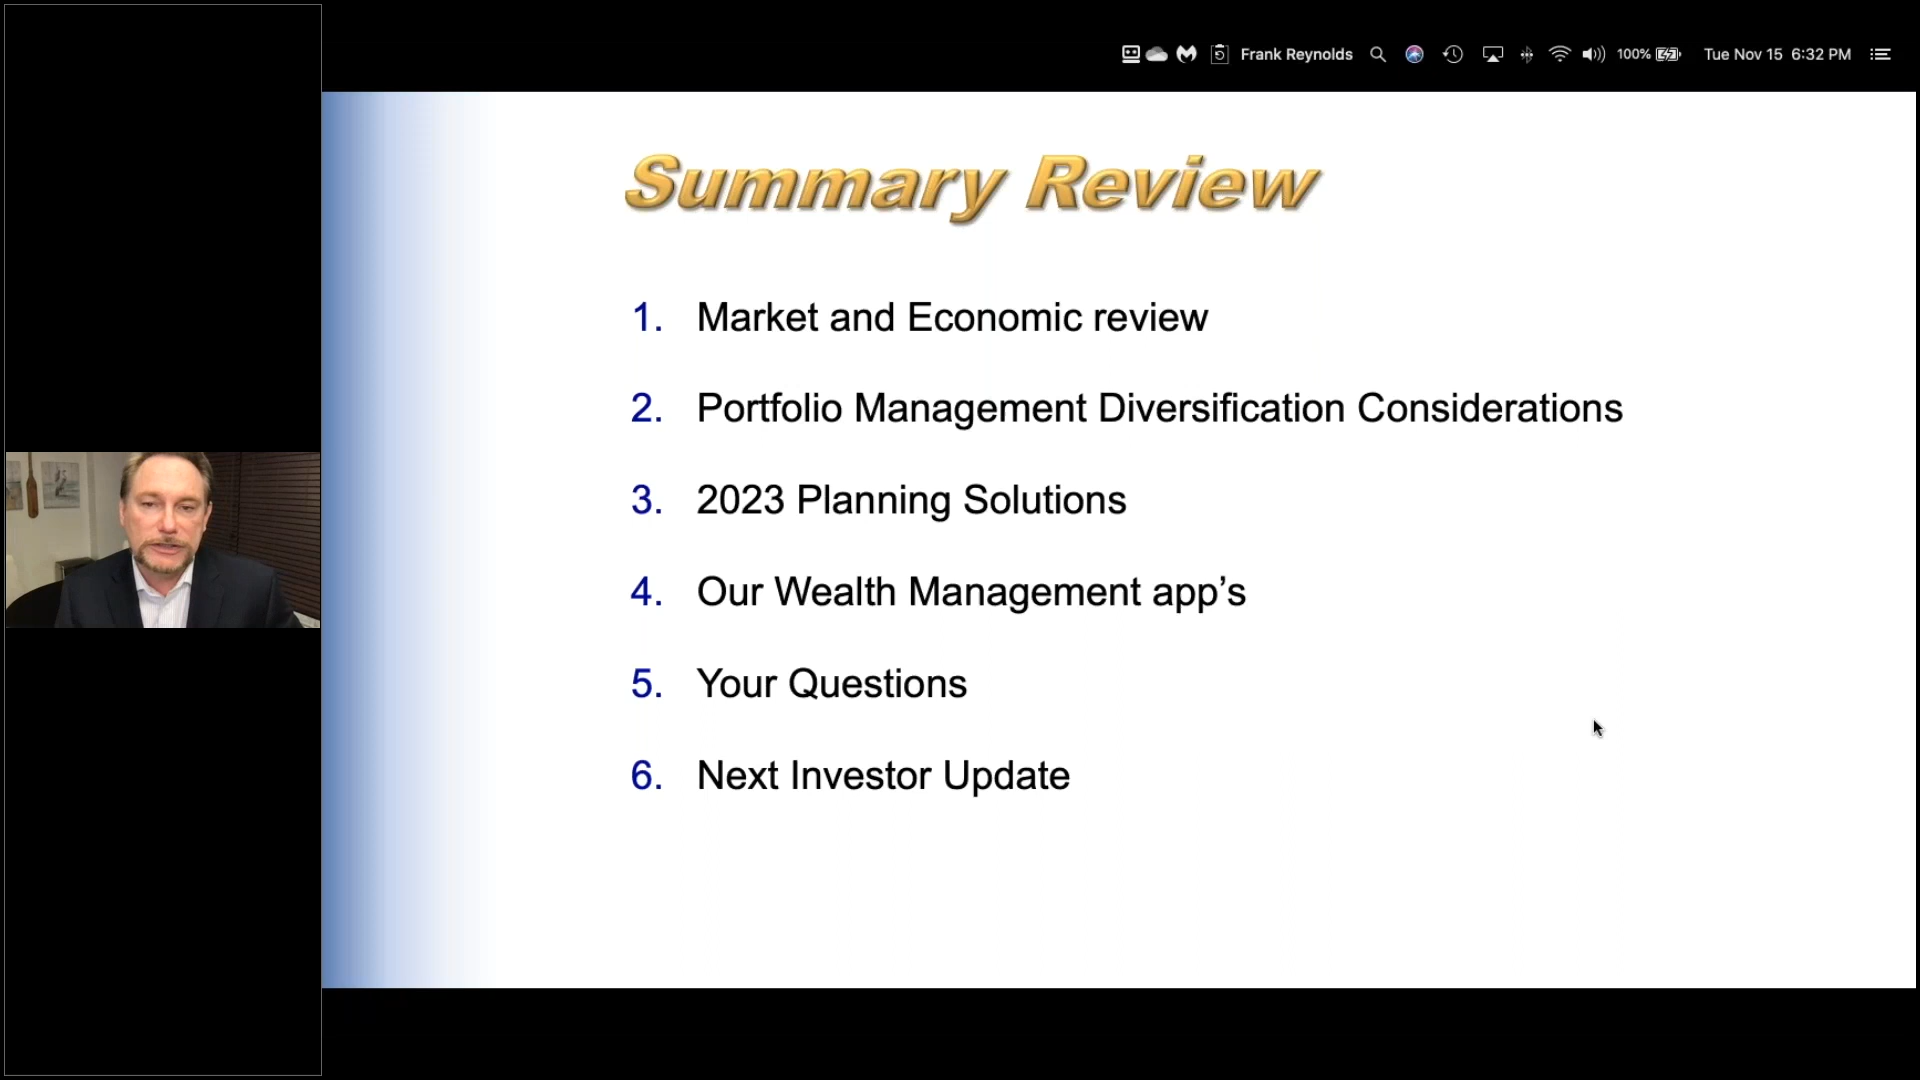 Frank Reynolds 100% Tue Nov 15 6:32 PM
Summary Review
1. Market and Economic review
2. Portfolio Management Diversification Considerations
3. 2023 Planning Solutions
4. Our Wealth Management app’s
5. Your Questions
6. Next Investor Update